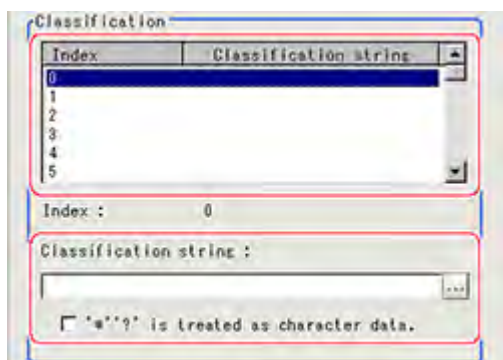 Classification
Index Classification string
0
1
2
3
4
5
Index : 0
Classification string :
...
"*""?" is treated as character data.